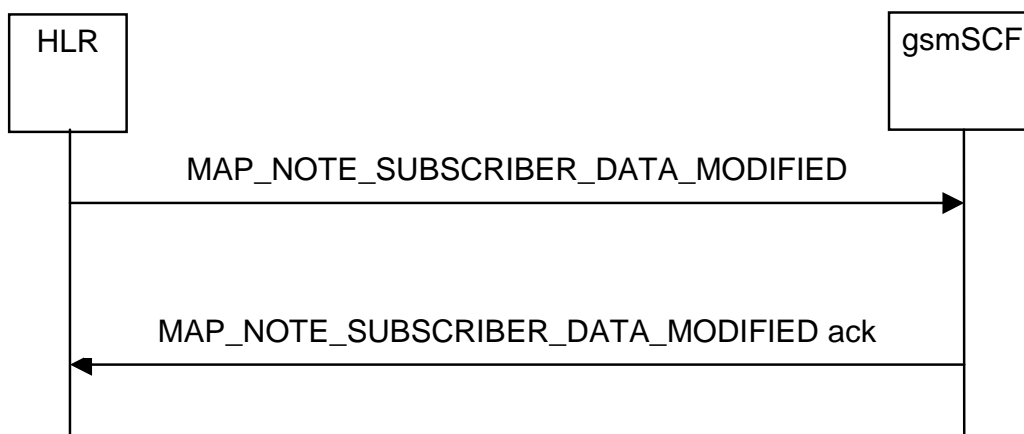 HLR
gsmSCF
MAP_NOTE_SUBSCRIBER_DATA_MODIFIED
MAP_NOTE_SUBSCRIBER_DATA_MODIFIED ack